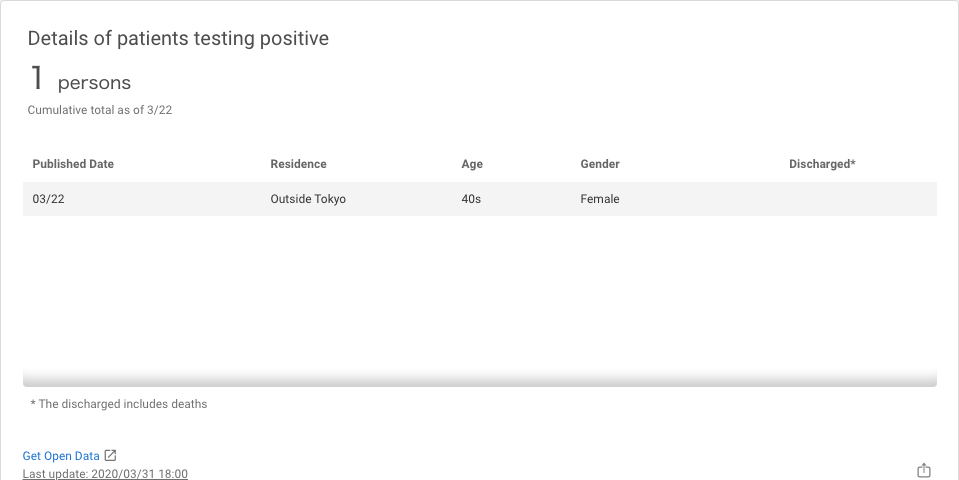 Details of patients testing positive
1 persons
Cumulative total as of 3/22
Published Date Residence Age Gender Discharged*
03/22 Outside Tokyo 40s Female
* The discharged includes deaths
Get Open Data
Last update: 2020/03/31 18:00